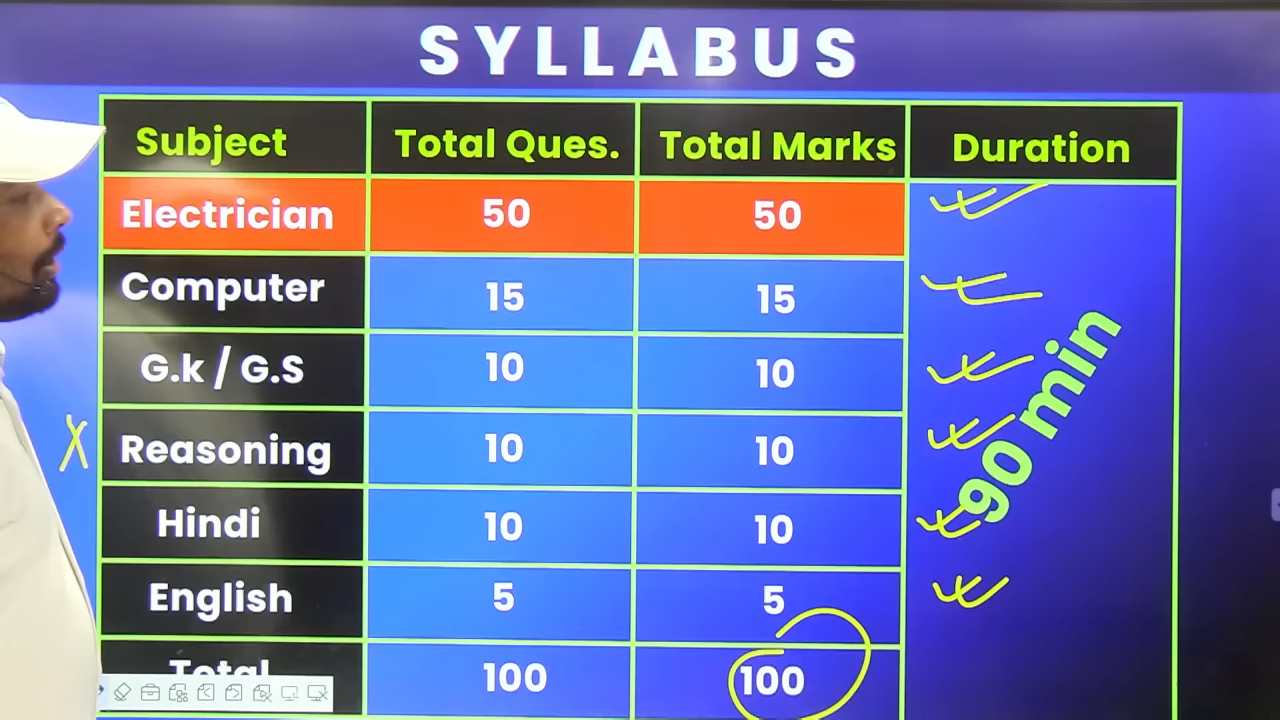 SYLLABUS
Subject Total Ques. Total Marks Duration
Electrician 50 50
Computer 15 15
G.k / G.S 10 10
90 min
X Reasoning 10 10
Hindi 10 10
English 5 5
Total 100 100